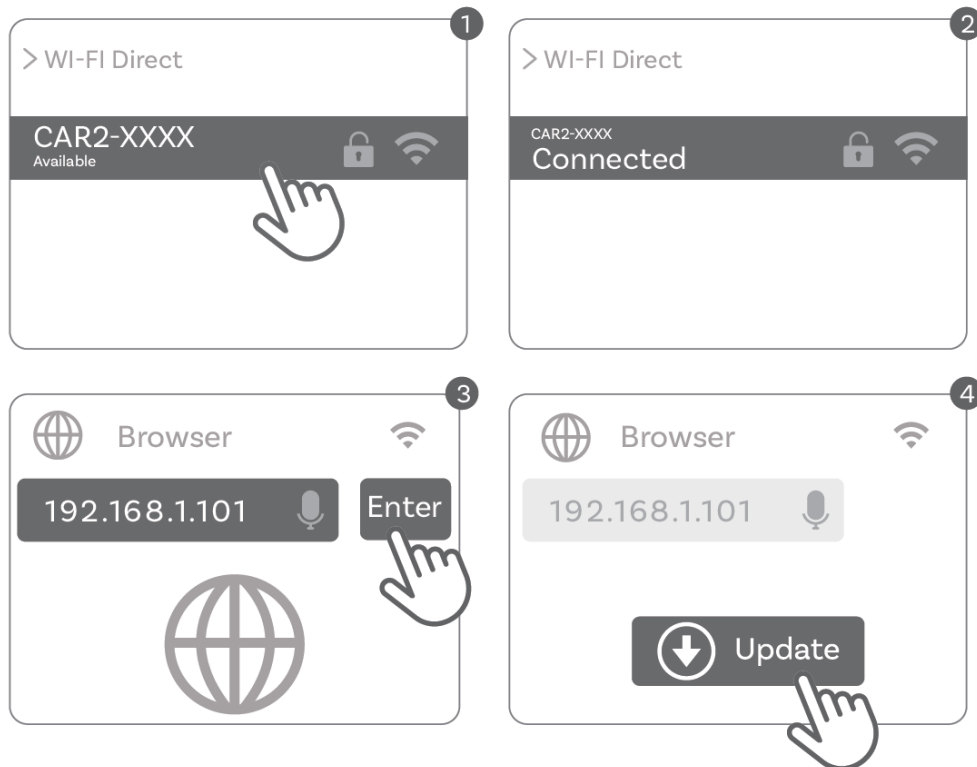 1
> WI-FI Direct
CAR2-XXXX
Available
2
> WI-FI Direct
CAR2-XXXX
Connected
3
Browser
192.168.1.101
Enter
4
Browser
192.168.1.101
Update